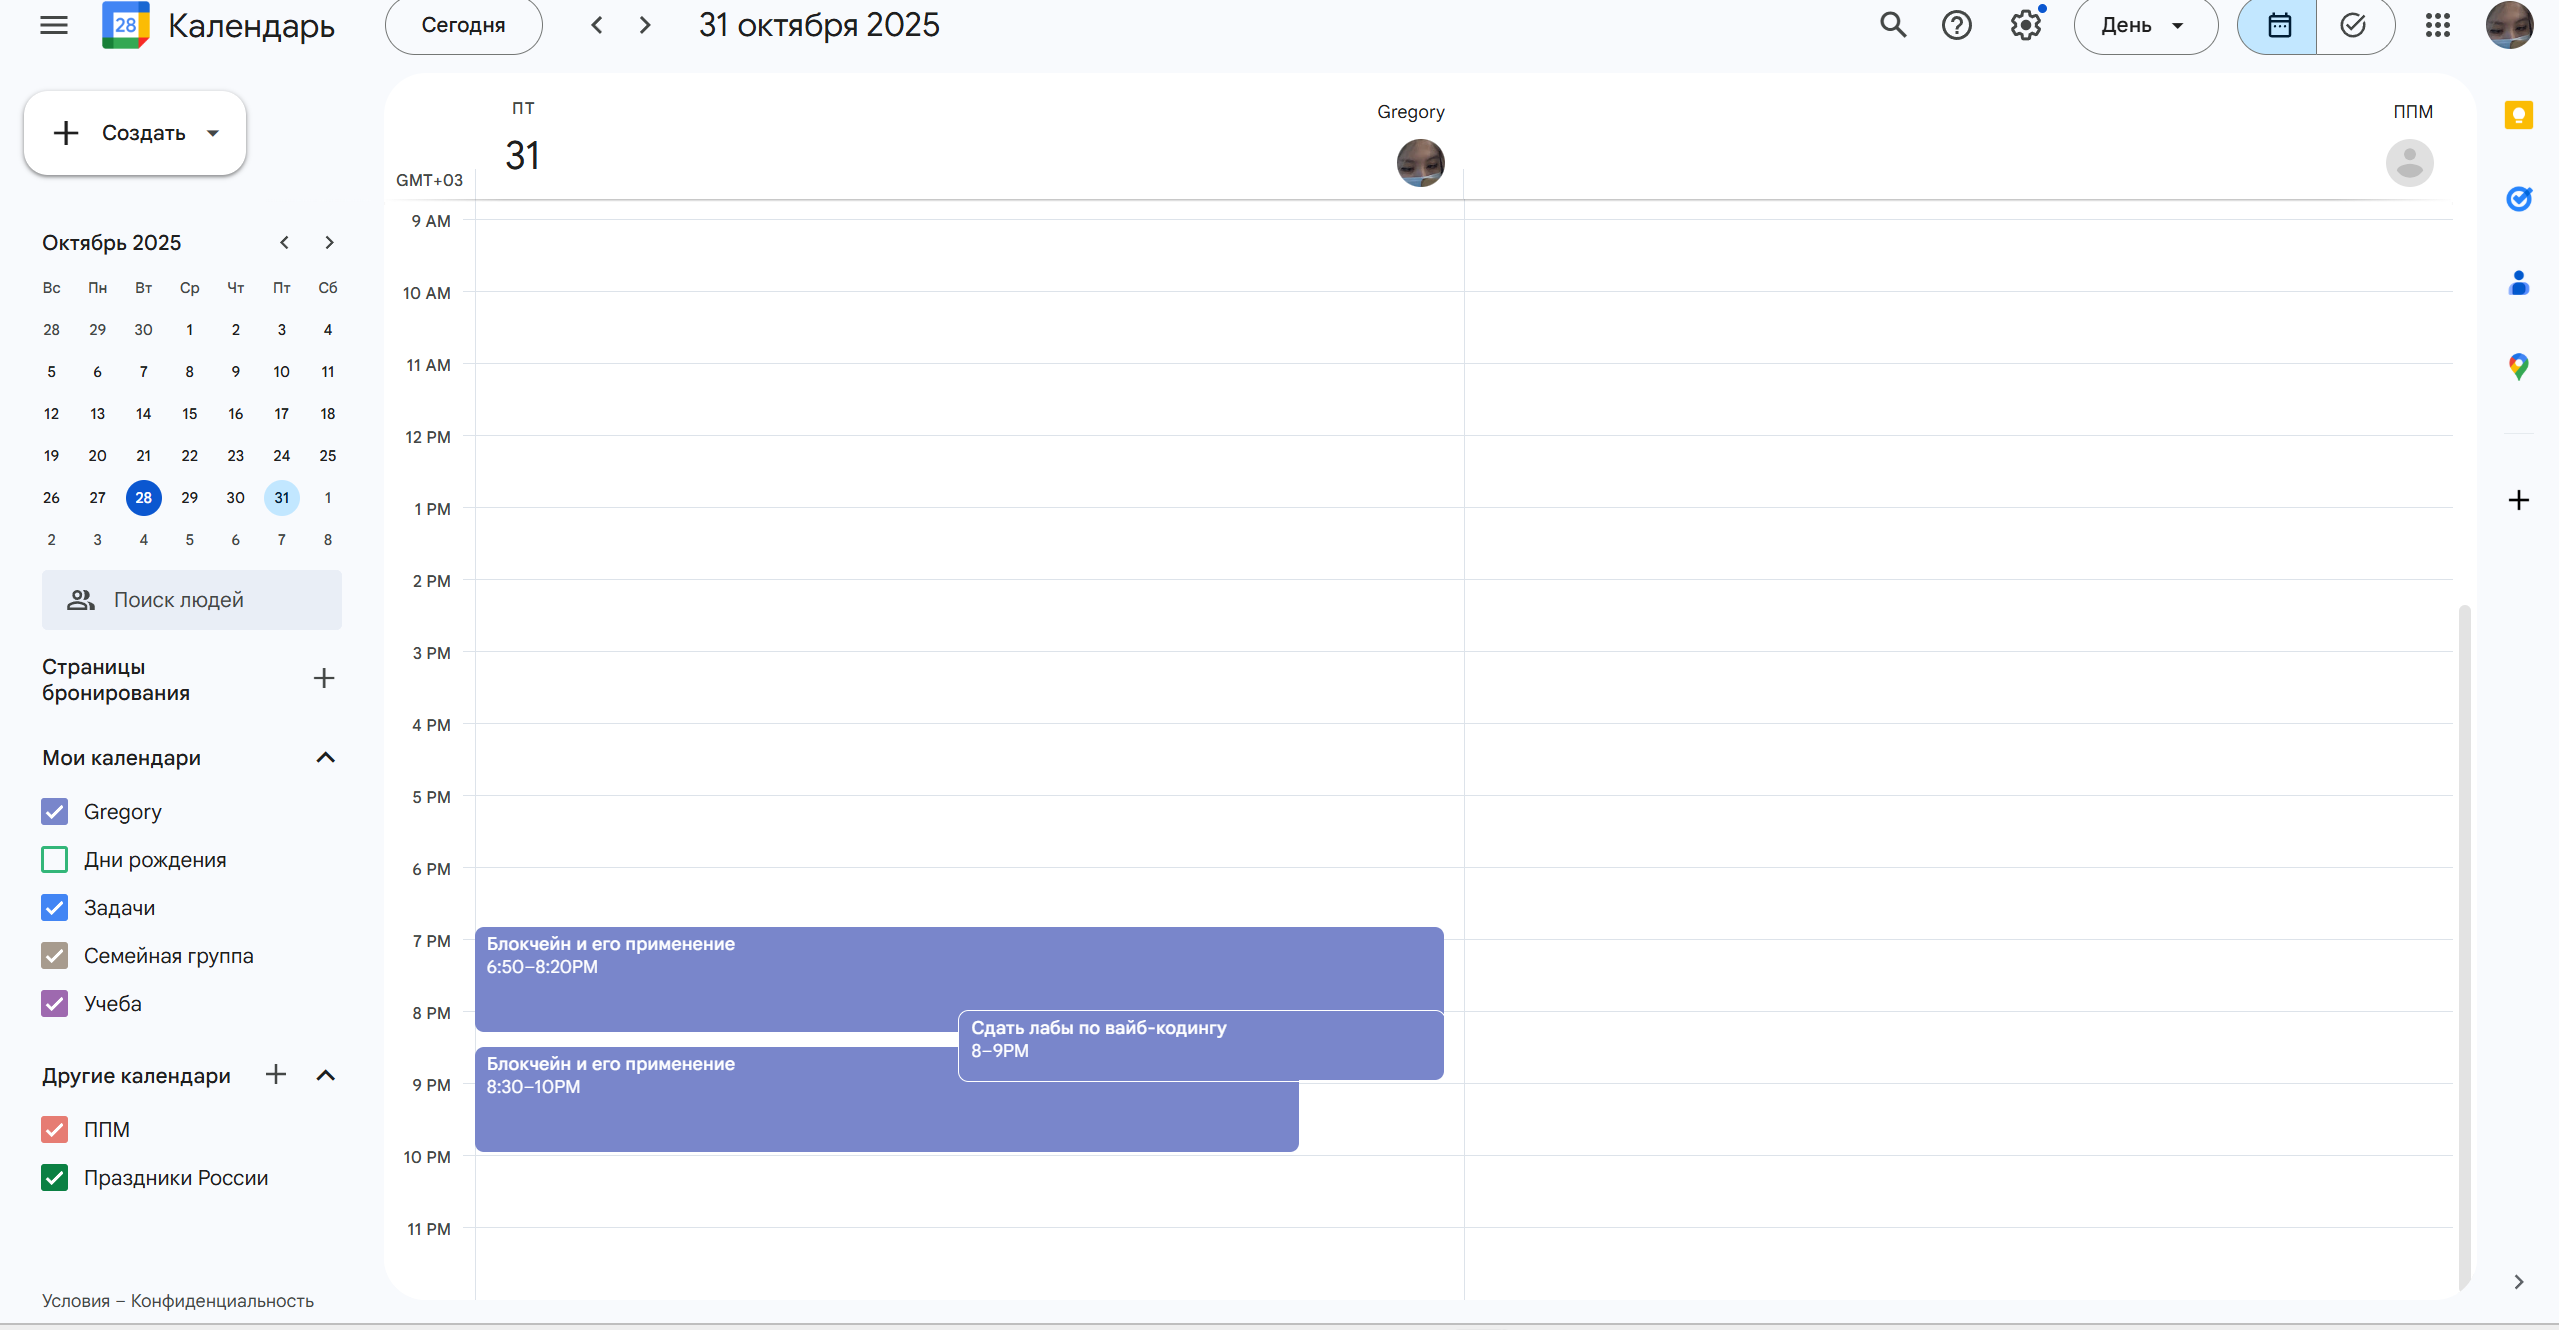 28
Календарь
Сегодня
31 октября 2025
День
Создать
Октябрь 2025
Вс Пн Вт Ср Чт Пт Сб
28 29 30 1 2 3 4
5 6 7 8 9 10 11
12 13 14 15 16 17 18
19 20 21 22 23 24 25
26 27 28 29 30 31 1
2 3 4 5 6 7 8
Поиск людей
Страницы
бронирования
Мои календари
Gregory
Дни рождения
Задачи
Семейная группа
Учеба
Другие календари
ППМ
Праздники России
Условия – Конфиденциальность
ПТ
31
GMT+03
Gregory
ППМ
9 AM
10 AM
11 AM
12 PM
1 PM
2 PM
3 PM
4 PM
5 PM
6 PM
7 PM
8 PM
9 PM
10 PM
11 PM
Блокчейн и его применение
6:50–8:20PM
Сдать лабы по вайб-кодингу
8–9PM
Блокчейн и его применение
8:30–10PM